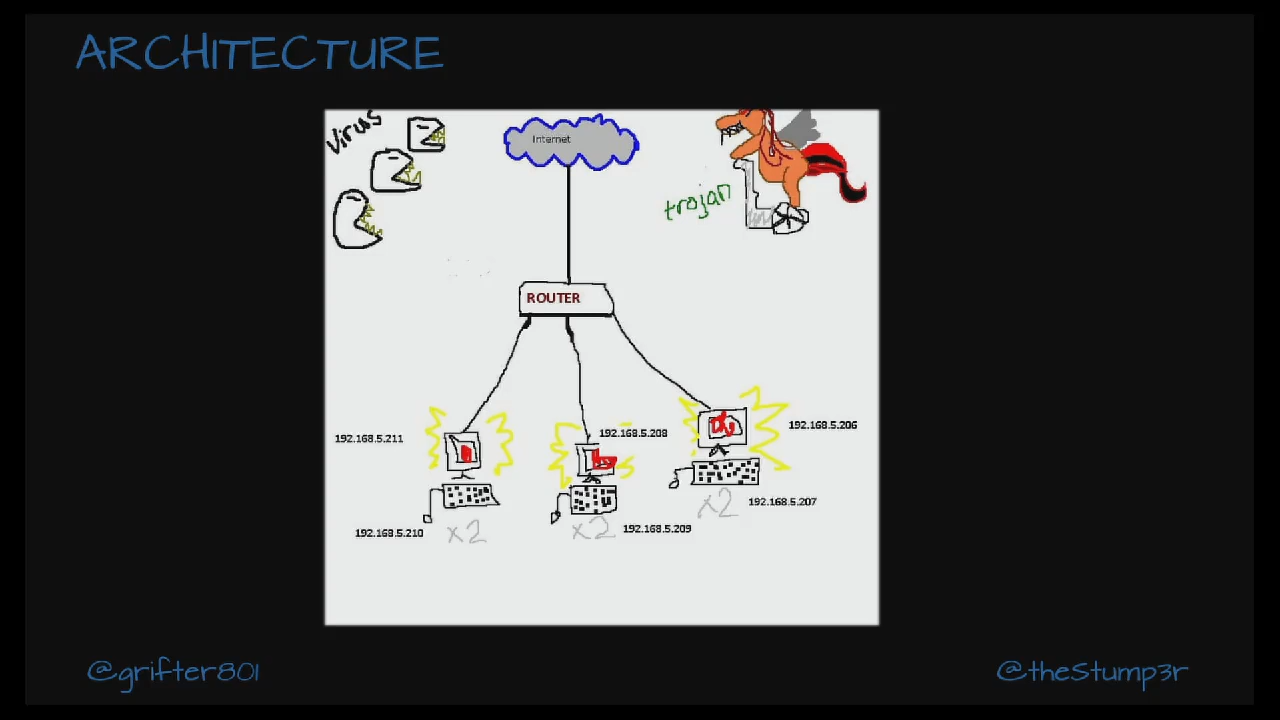 ARCHITECTURE
virus
Internet
trojan
ROUTER
192.168.5.211
192.168.5.208
192.168.5.206
192.168.5.207
192.168.5.210
x2
x2
192.168.5.209
x2
@grifter801
@theStump3r